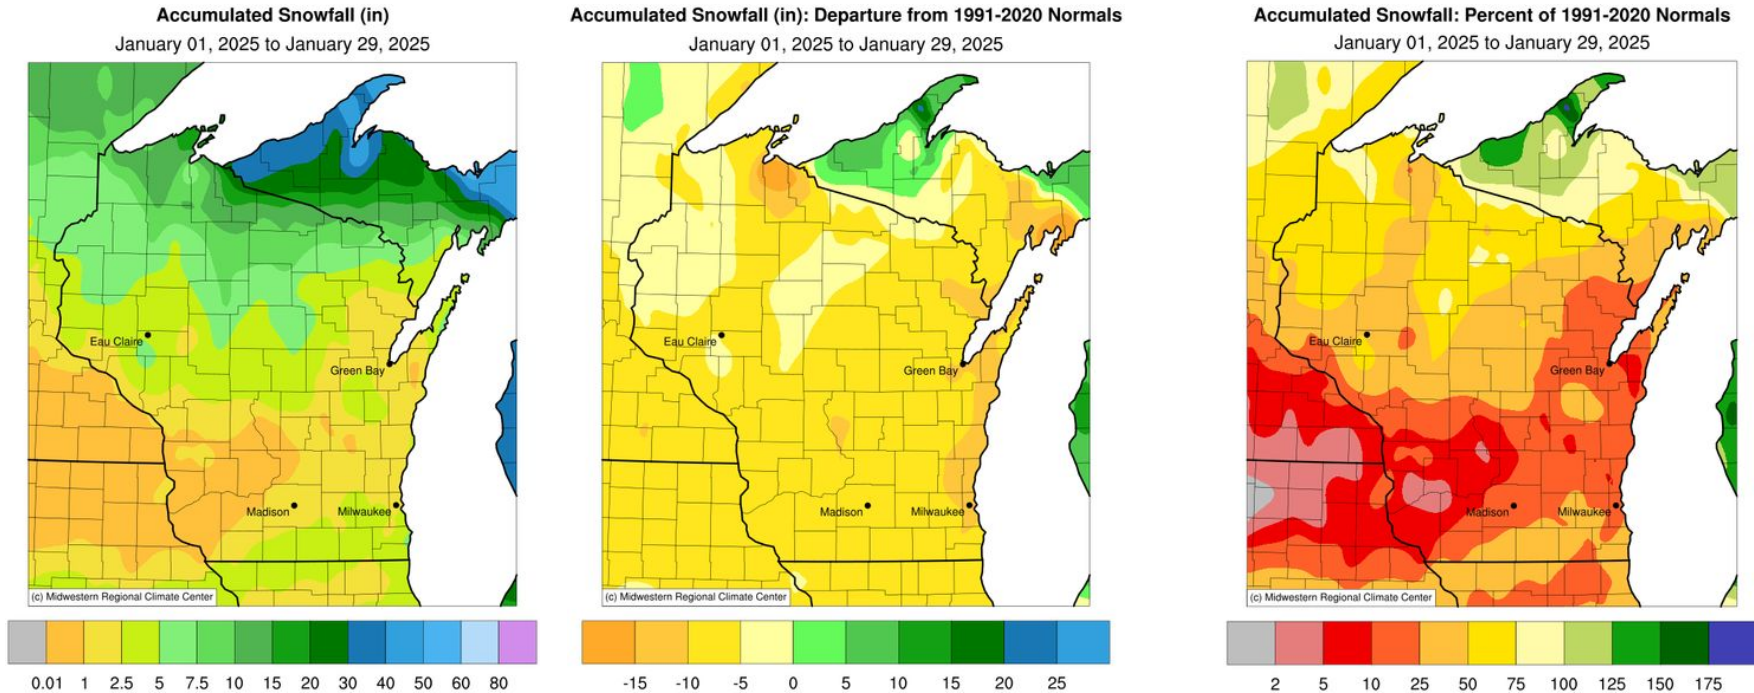 Accumulated Snowfall (in)
January 01, 2025 to January 29, 2025
Eau Claire
Green Bay
Madison
Milwaukee
(c) Midwestern Regional Climate Center
0.01 1 2.5 5 7.5 10 15 20 30 40 50 60 80
Accumulated Snowfall (in): Departure from 1991-2020 Normals
January 01, 2025 to January 29, 2025
Eau Claire
Green Bay
Madison
Milwaukee
(c) Midwestern Regional Climate Center
-15 -10 -5 0 5 10 15 20 25
Accumulated Snowfall: Percent of 1991-2020 Normals
January 01, 2025 to January 29, 2025
Eau Claire
Green Bay
Madison
Milwaukee
(c) Midwestern Regional Climate Center
2 5 10 25 50 75 100 125 150 175